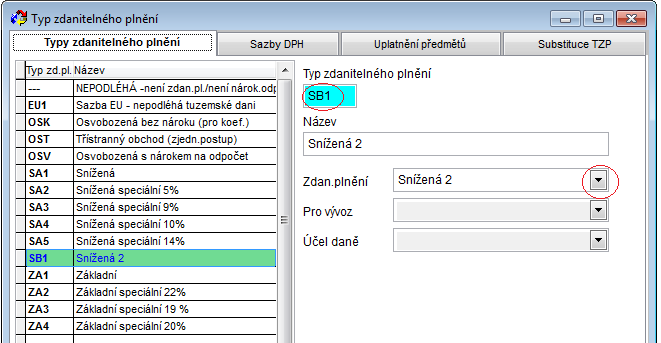 Typ zdanitelného plnění
Typy zdanitelného plnění Sazby DPH Uplatnění předmětů Substituce TZP
Typ zd.pl. Název
--- NEPODLÉHÁ -není zdan.pl./není nárok.odp
EU1 Sazba EU - nepodléhá tuzemské dani
OSK Osvobozená bez nároku (pro koef.)
OST Třístranný obchod (zjedn.postup)
OSV Osvobozená s nárokem na odpočet
SA1 Snížená
SA2 Snížená speciální 5%
SA3 Snížená speciální 9%
SA4 Snížená speciální 10%
SA5 Snížená speciální 14%
SB1 Snížená 2
ZA1 Základní
ZA2 Základní speciální 22%
ZA3 Základní speciální 19 %
ZA4 Základní speciální 20%
Typ zdanitelného plnění
SB1
Název
Snížená 2
Zdan.plnění Snížená 2
Pro vývoz
Účel daně